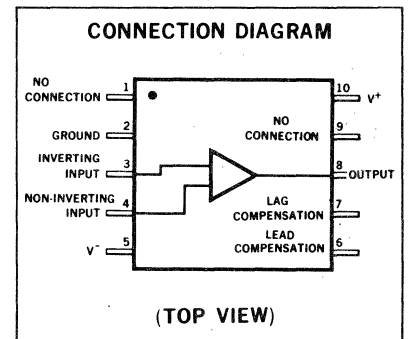 CONNECTION DIAGRAM
NO
CONNECTION
1
10
V+
GROUND
2
NO
CONNECTION
9
INVERTING
INPUT
3
8
OUTPUT
NON-INVERTING
INPUT
4
LAG
COMPENSATION
7
V-
5
LEAD
COMPENSATION
6
(TOP VIEW)